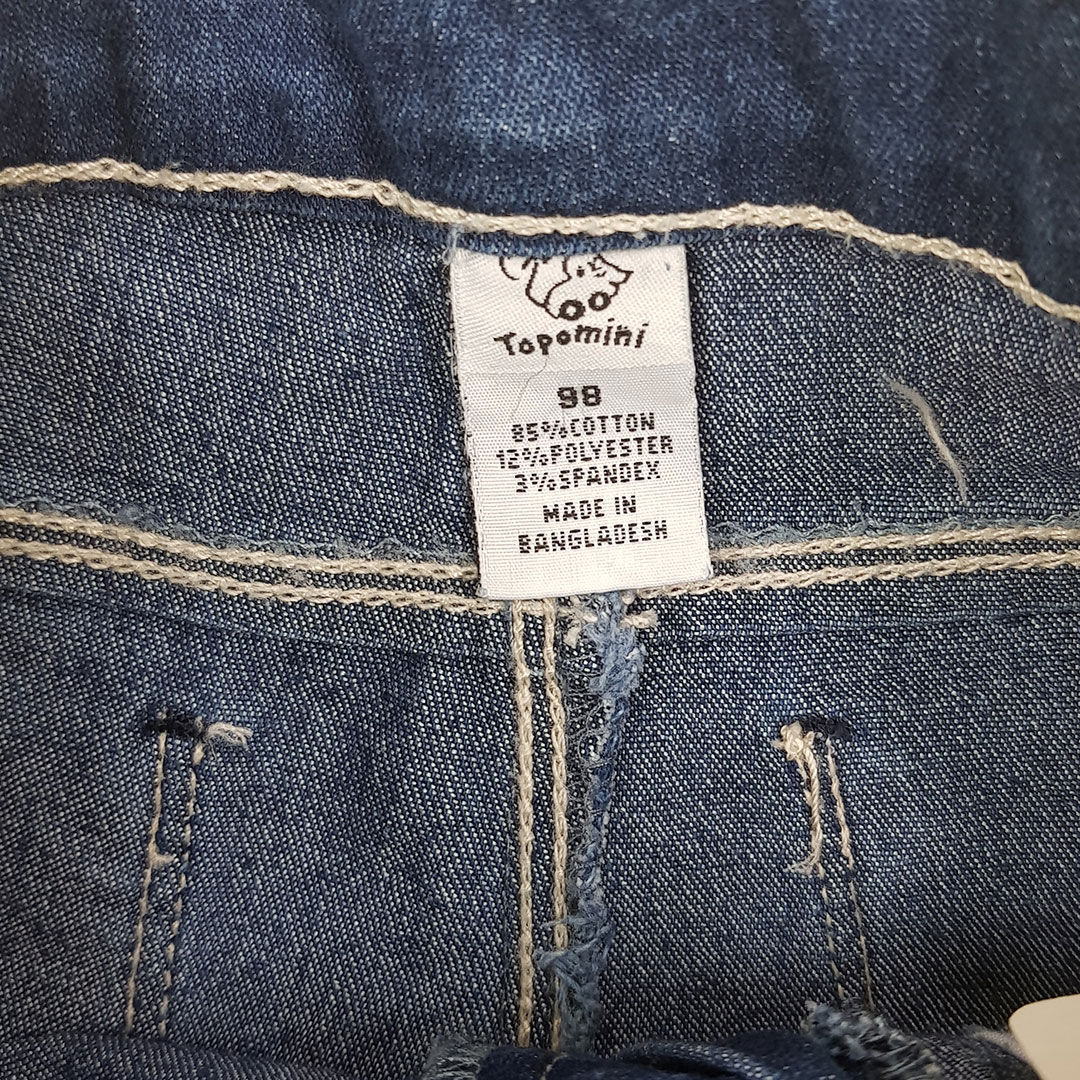 Topomini
98
85%COTTON
12%POLYESTER
3%SPANDEX
MADE IN
BANGLADESH